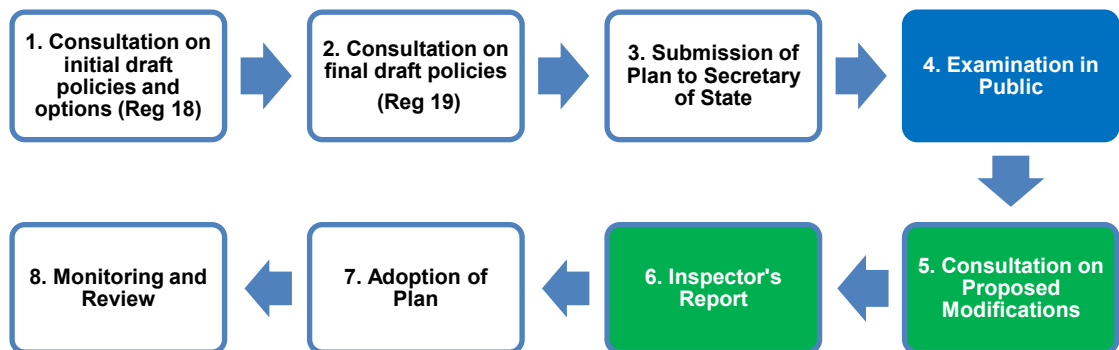 1. Consultation on
initial draft
policies and
options (Reg 18)
2. Consultation on
final draft policies
(Reg 19)
3. Submission of
Plan to Secretary
of State
4. Examination in
Public
5. Consultation on
Proposed
Modifications
6. Inspector's
Report
7. Adoption of
Plan
8. Monitoring and
Review